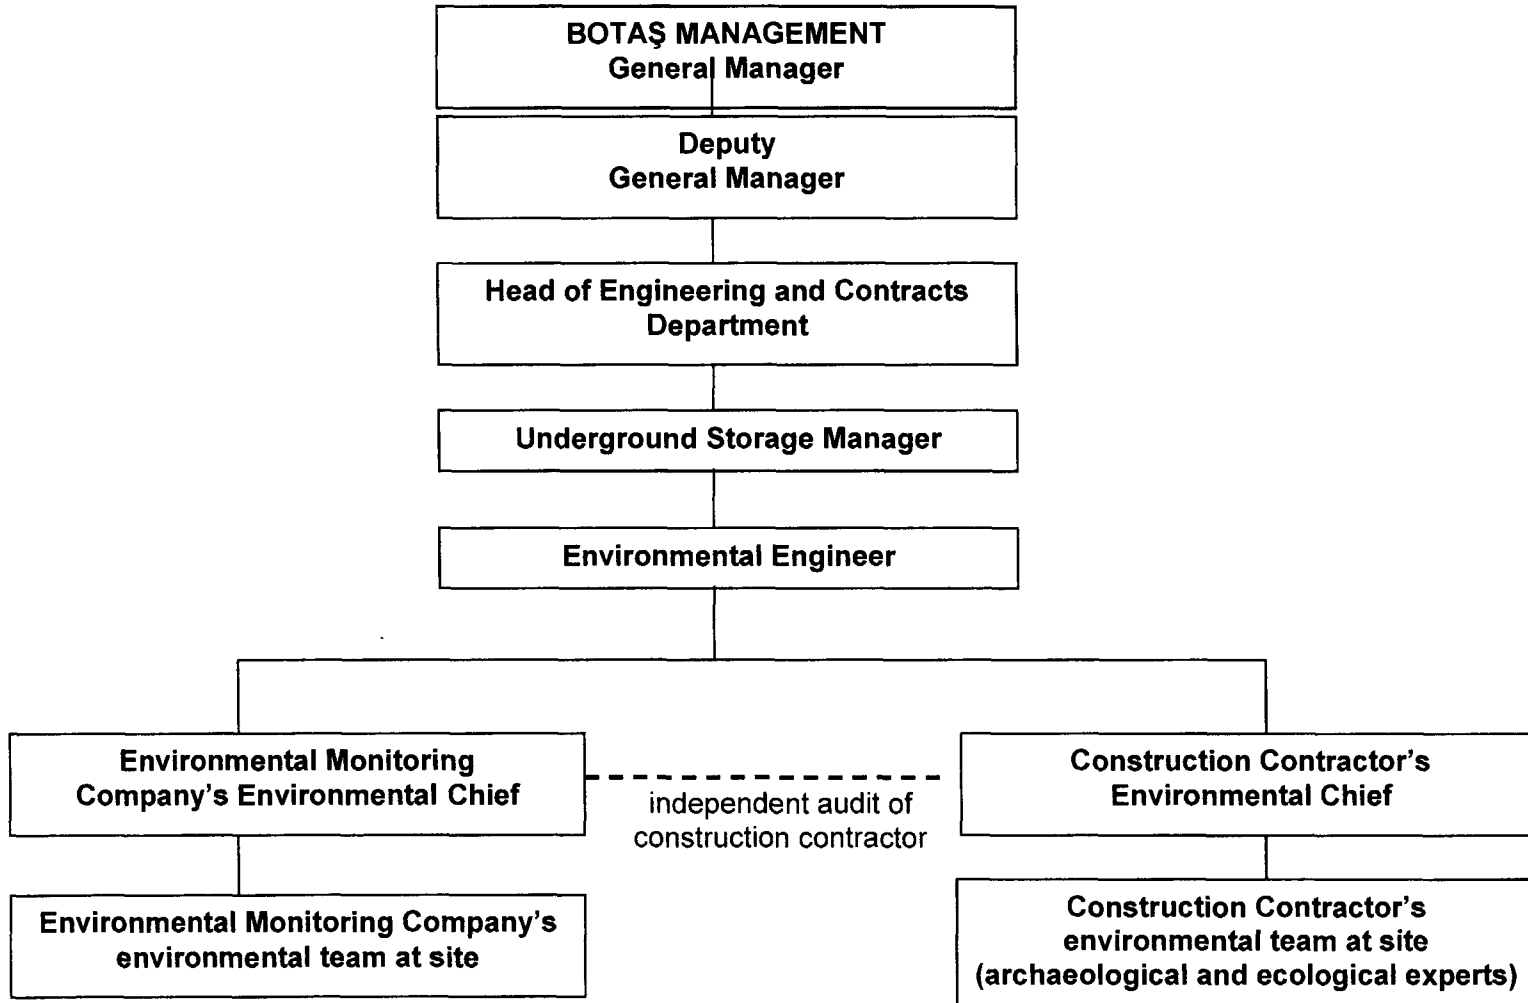 BOTAŞ MANAGEMENT
General Manager
Deputy
General Manager
Head of Engineering and Contracts
Department
Underground Storage Manager
Environmental Engineer
Environmental Monitoring
Company's Environmental Chief
independent audit of
construction contractor
Construction Contractor's
Environmental Chief
Environmental Monitoring Company's
environmental team at site
Construction Contractor's
environmental team at site
(archaeological and ecological experts)